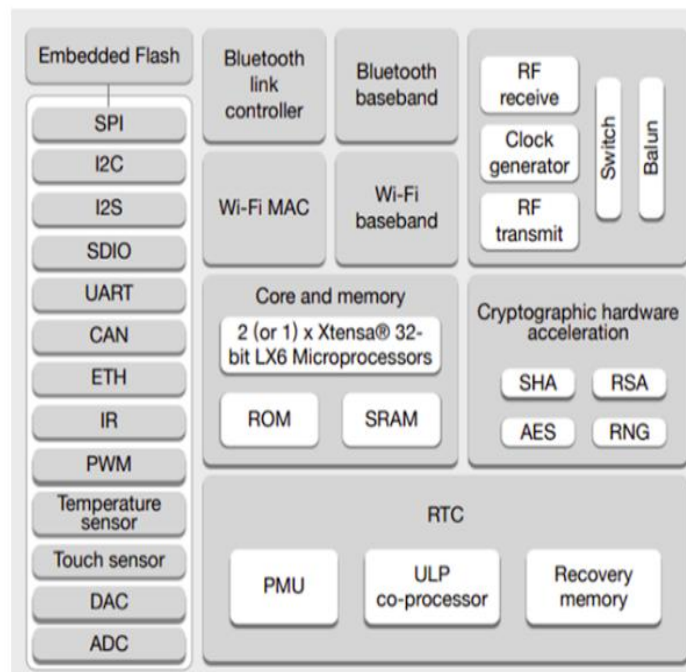 Embedded Flash
SPI
I2C
I2S
SDIO
UART
CAN
ETH
IR
PWM
Temperature
sensor
Touch sensor
DAC
ADC
Bluetooth
link
controller
Bluetooth
baseband
Wi-Fi MAC
Wi-Fi
baseband
RF
receive
Clock
generator
RF
transmit
Switch
Balun
Core and memory
2 (or 1) x Xtensa® 32-
bit LX6 Microprocessors
ROM
SRAM
Cryptographic hardware
acceleration
SHA
RSA
AES
RNG
RTC
PMU
ULP
co-processor
Recovery
memory